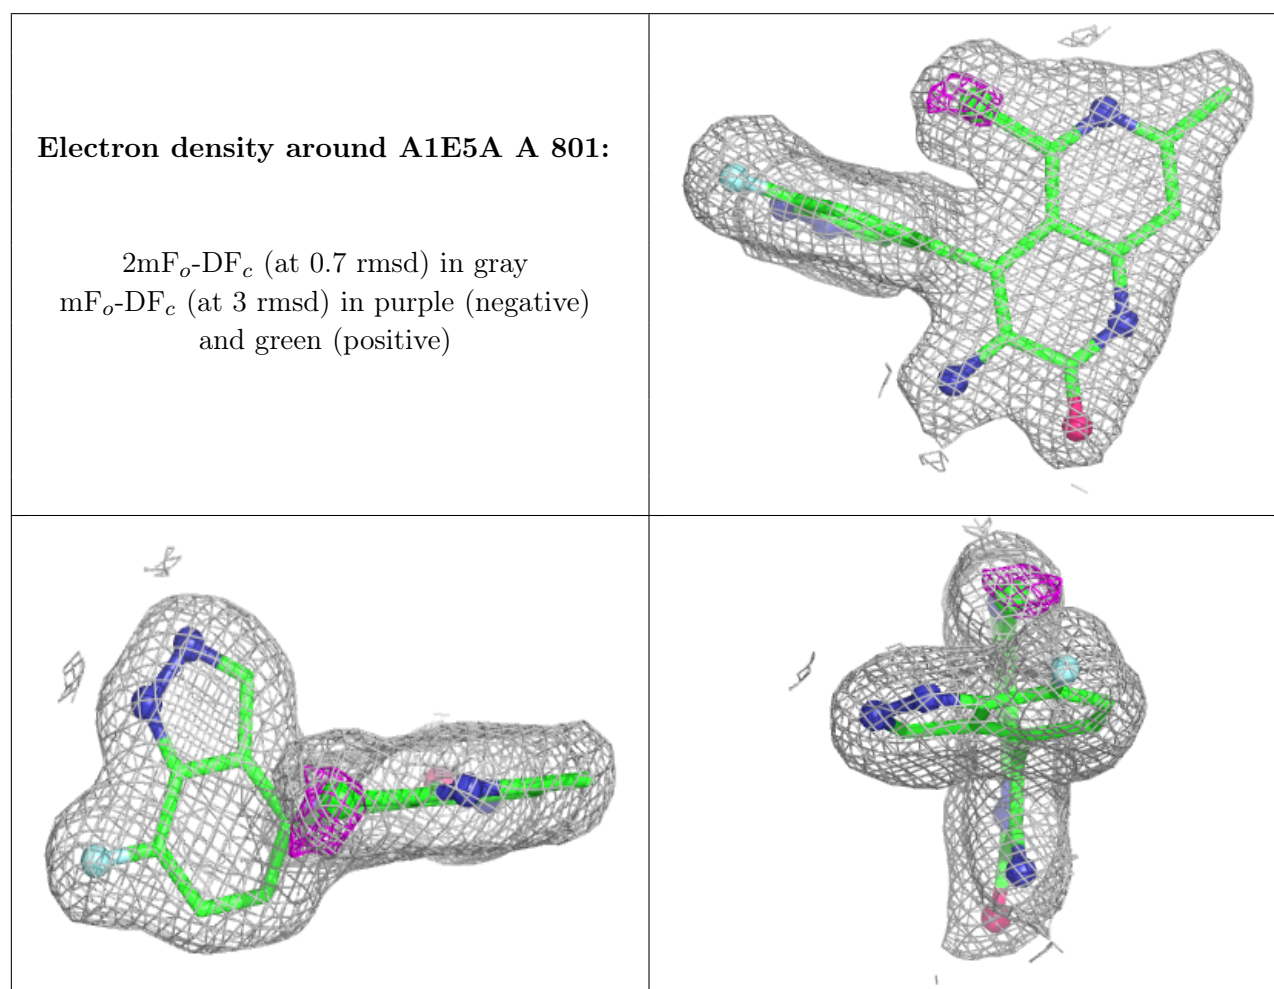 Electron density around A1E5A A 801:
2mFₒ-DF𝒸 (at 0.7 rmsd) in gray
mFₒ-DF𝒸 (at 3 rmsd) in purple (negative)
and green (positive)